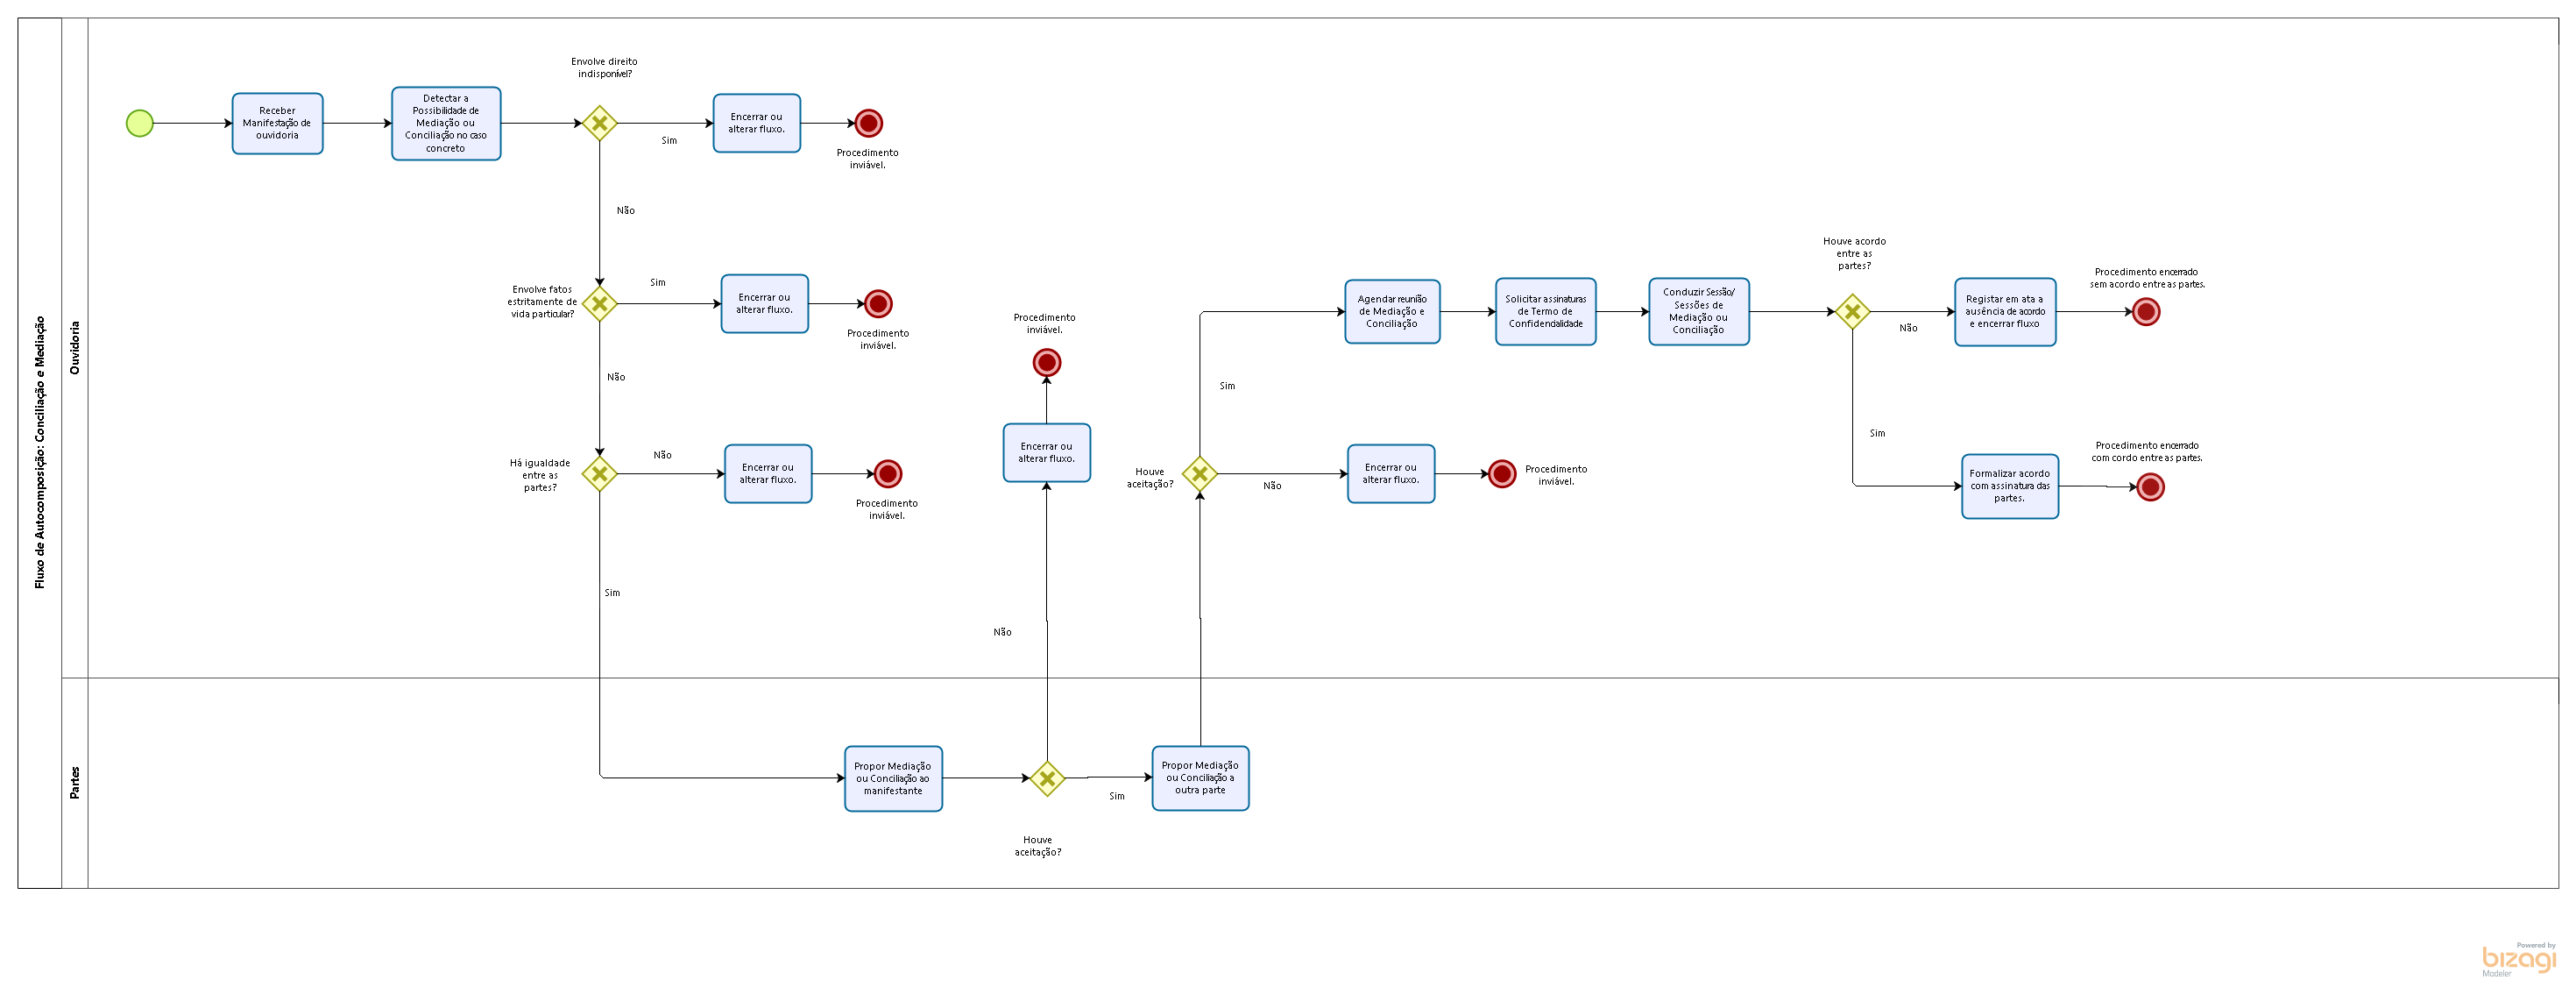 Fluxo de Autocomposição: Conciliação e Mediação
Ouvidoria
Envolve direito
indisponível?
Receber
Manifestação de
ouvidoria
Detectar a
Possibilidade de
Mediação ou
Conciliação no caso
concreto
Encerrar ou
alterar fluxo.
Sim
Procedimento
inviável.
Não
Envolve fatos
estritamente de
vida particular?
Sim
Encerrar ou
alterar fluxo.
Procedimento
inviável.
Não
Há igualdade
entre as
partes?
Não
Encerrar ou
alterar fluxo.
Procedimento
inviável.
Sim
Procedimento
inviável.
Encerrar ou
alterar fluxo.
Não
Houve
aceitação?
Sim
Não
Encerrar ou
alterar fluxo.
Procedimento
inviável.
Agendar reunião
de Mediação e
Conciliação
Solicitar assinaturas
de Termo de
Confidencialidade
Conduzir Sessão/
Sessões de
Mediação ou
Conciliação
Houve acordo
entre as
partes?
Não
Registar em ata a
ausência de acordo
e encerrar fluxo
Procedimento encerrado
sem acordo entre as partes.
Sim
Formalizar acordo
com assinatura das
partes.
Procedimento encerrado
com cordo entre as partes.
Partes
Propor Mediação
ou Conciliação ao
manifestante
Houve
aceitação?
Sim
Propor Mediação
ou Conciliação a
outra parte
Powered by
bizagi
Modeler